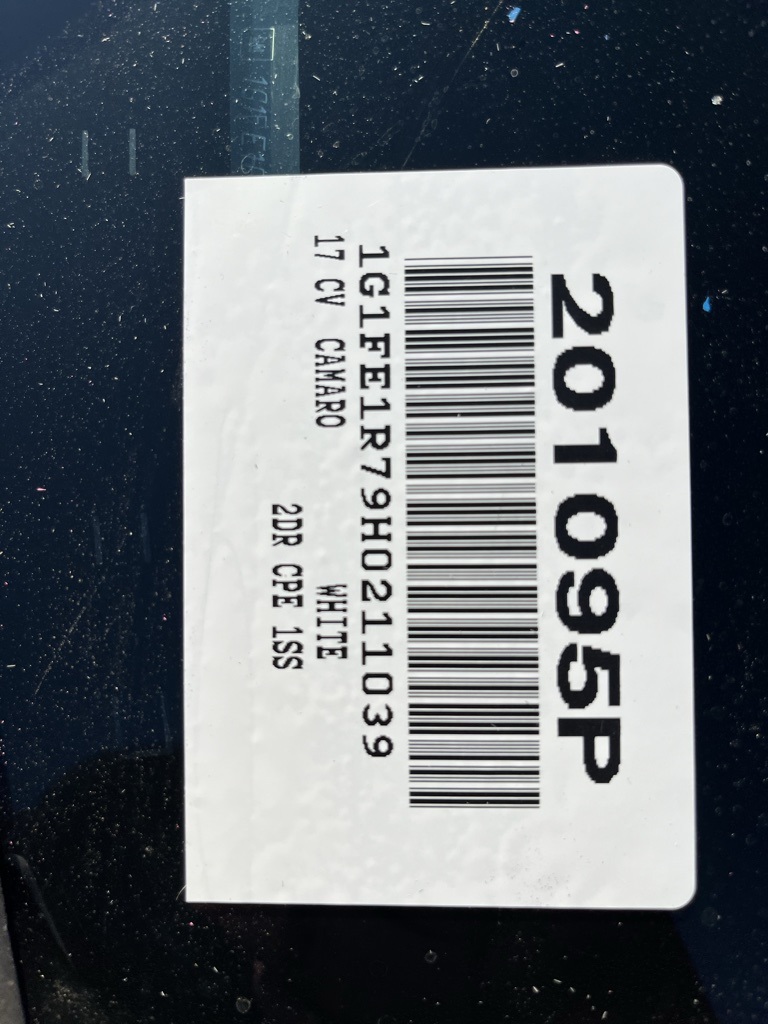 201095P
1G1FE1R79H0211039
17 CV CAMARO WHITE
2DR CPE 1SS